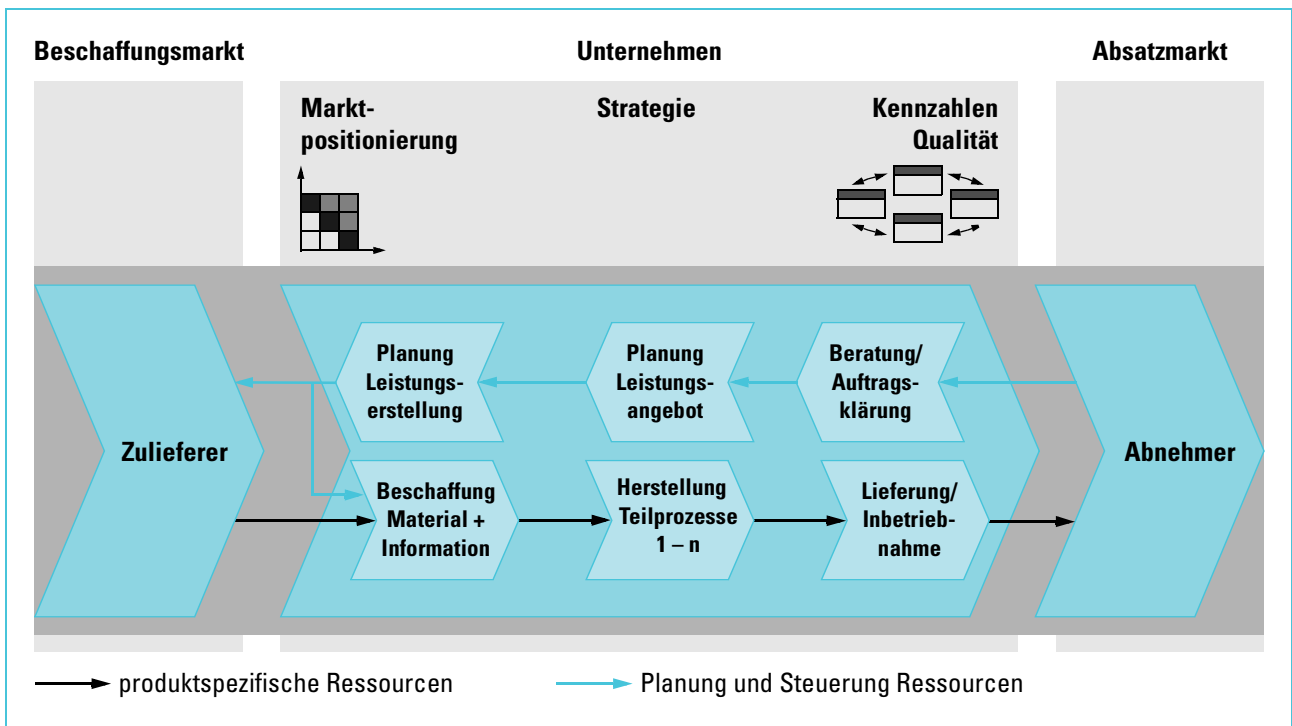 Beschaffungsmarkt
Unternehmen
Absatzmarkt
Markt-
positionierung
Strategie
Kennzahlen
Qualität
Planung
Leistungs-
erstellung
Planung
Leistungs-
angebot
Beratung/
Auftrags-
klärung
Zulieferer
Abnehmer
Beschaffung
Material +
Information
Herstellung
Teilprozesse
1 – n
Lieferung/
Inbetrieb-
nahme
produktspezifische Ressourcen
Planung und Steuerung Ressourcen